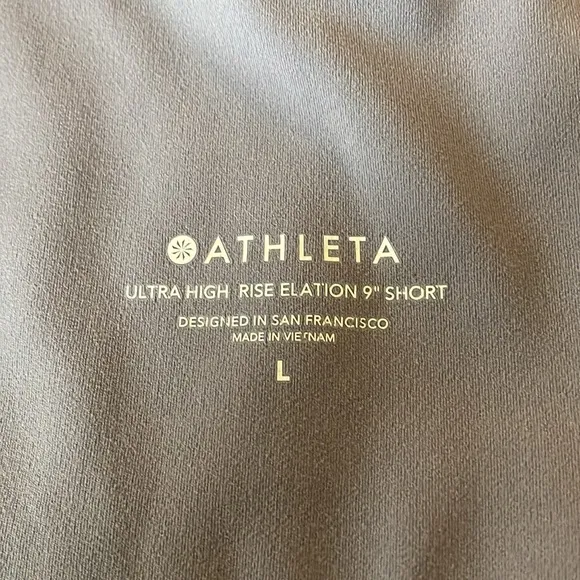 ATHLETA
ULTRA HIGH RISE ELATION 9" SHORT
DESIGNED IN SAN FRANCISCO
MADE IN VIETNAM
L